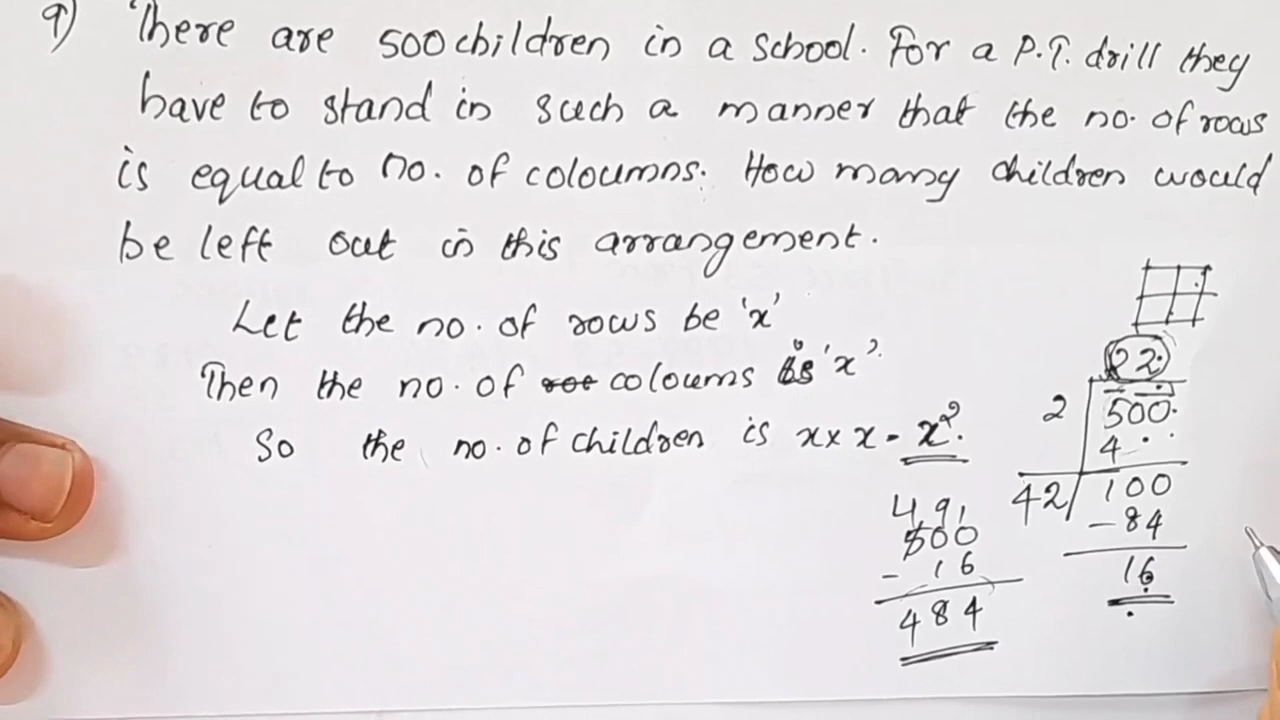 9) There are 500 children in a school. For a P.T. drill they
have to stand in such a manner that the no. of rows
is equal to no. of coloumns. How many children would
be left out in this arrangement.
Let the no. of rows be 'x'
Then the no. of coloums is 'x'.
So the no. of children is x x x = x².
22
2 500
4
42 100
- 84
16
4 9 1
500
- 16
484